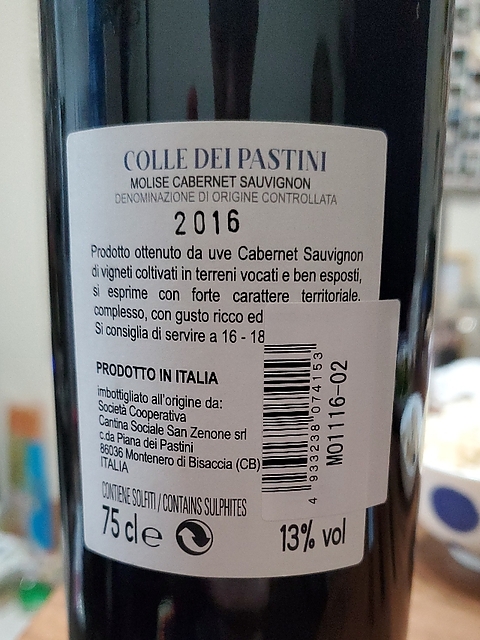 COLLE DEI PASTINI
MOLISE CABERNET SAUVIGNON
DENOMINAZIONE DI ORIGINE CONTROLLATA
2016
Prodotto ottenuto da uve Cabernet Sauvignon
di vigneti coltivati in terreni vocati e ben esposti,
si esprime con forte carattere territoriale,
complesso, con gusto ricco ed
Si consiglia di servire a 16 - 18
PRODOTTO IN ITALIA
imbottigliato all'origine da:
Società Cooperativa
Cantina Sociale San Zenone srl
c.da Piana dei Pastini
86036 Montenero di Bisaccia (CB)
ITALIA
CONTIENE SOLFITI / CONTAINS SULPHITES
75 cl e
13% vol
4 933238 074153
MO1116-02